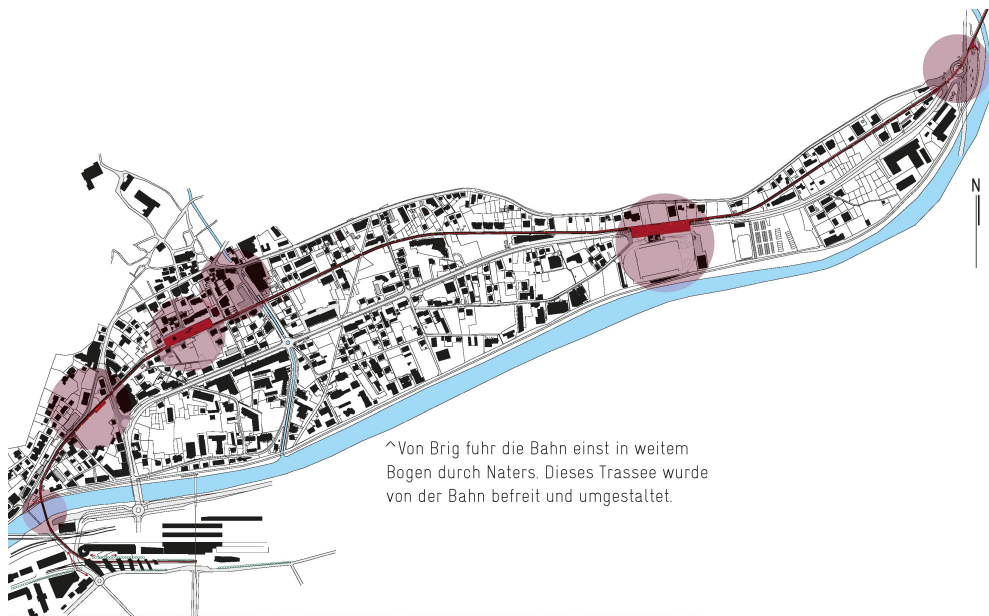 N
^Von Brig fuhr die Bahn einst in weitem
Bogen durch Naters. Dieses Trassee wurde
von der Bahn befreit und umgestaltet.